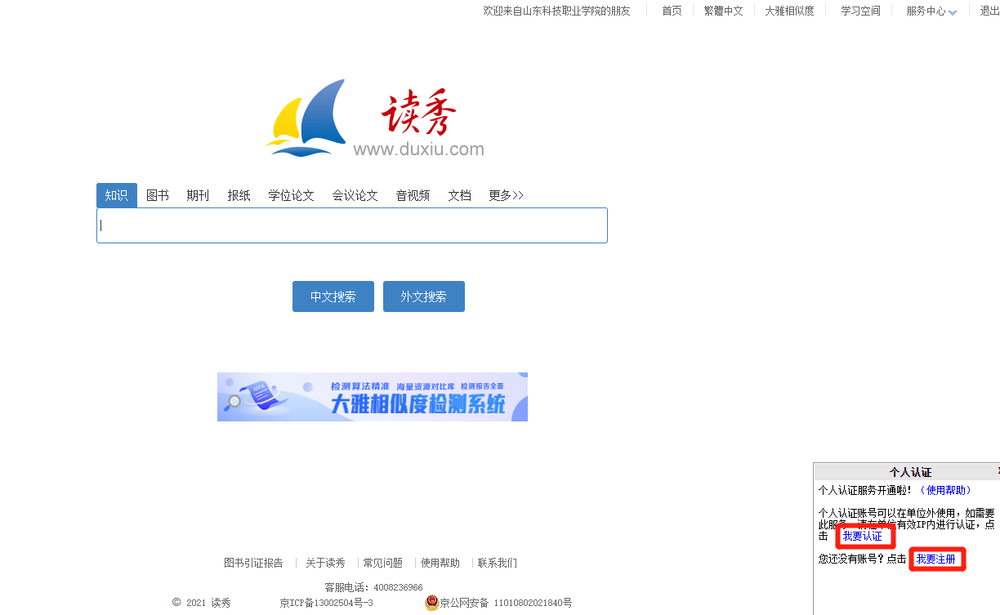 欢迎来自山东科技职业学院的朋友 首页 繁體中文 大雅相似度 学习空间 服务中心 退出
读秀
www.duxiu.com
知识 图书 期刊 报纸 学位论文 会议论文 音视频 文档 更多>>
中文搜索 外文搜索
检测算法精准 海量资源对比库 检测报告全面
100%
大雅相似度检测系统
个人认证
个人认证服务开通啦！（使用帮助）
个人认证账号可以在单位外使用，如需要
此服务，请在单位有效IP内进行认证，点
击 我要认证
您还没有账号？点击 我要注册
图书引证报告 关于读秀 常见问题 使用帮助 联系我们
客服电话：4008236966
© 2021 读秀 京ICP备13002504号-3 京公网安备 11010802021840号